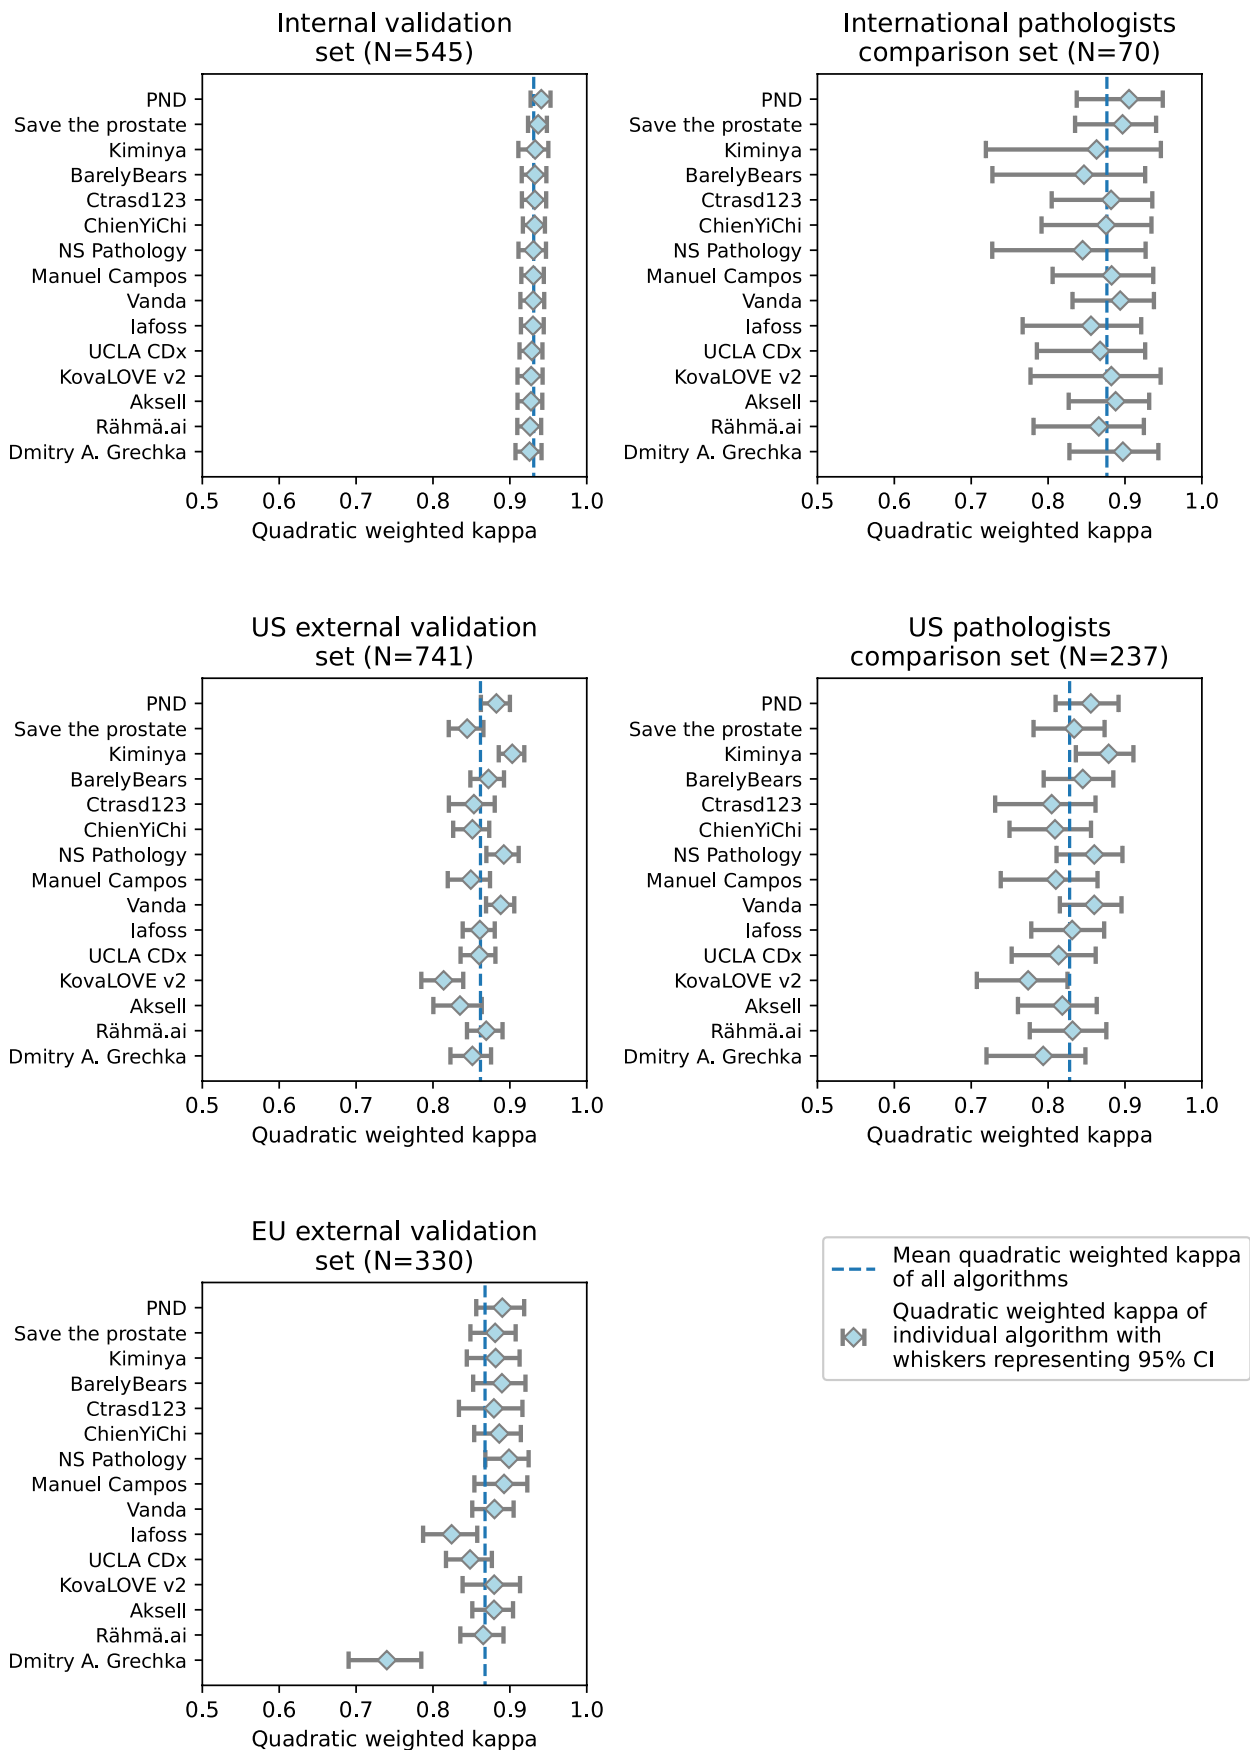 Internal validation
set (N=545)
PND
Save the prostate
Kiminya
BarelyBears
Ctrasd123
ChienYiChi
NS Pathology
Manuel Campos
Vanda
Iafoss
UCLA CDx
KovaLOVE v2
Aksell
Rähmä.ai
Dmitry A. Grechka
0.5 0.6 0.7 0.8 0.9 1.0
Quadratic weighted kappa
International pathologists
comparison set (N=70)
PND
Save the prostate
Kiminya
BarelyBears
Ctrasd123
ChienYiChi
NS Pathology
Manuel Campos
Vanda
Iafoss
UCLA CDx
KovaLOVE v2
Aksell
Rähmä.ai
Dmitry A. Grechka
0.5 0.6 0.7 0.8 0.9 1.0
Quadratic weighted kappa
US external validation
set (N=741)
PND
Save the prostate
Kiminya
BarelyBears
Ctrasd123
ChienYiChi
NS Pathology
Manuel Campos
Vanda
Iafoss
UCLA CDx
KovaLOVE v2
Aksell
Rähmä.ai
Dmitry A. Grechka
0.5 0.6 0.7 0.8 0.9 1.0
Quadratic weighted kappa
US pathologists
comparison set (N=237)
PND
Save the prostate
Kiminya
BarelyBears
Ctrasd123
ChienYiChi
NS Pathology
Manuel Campos
Vanda
Iafoss
UCLA CDx
KovaLOVE v2
Aksell
Rähmä.ai
Dmitry A. Grechka
0.5 0.6 0.7 0.8 0.9 1.0
Quadratic weighted kappa
EU external validation
set (N=330)
PND
Save the prostate
Kiminya
BarelyBears
Ctrasd123
ChienYiChi
NS Pathology
Manuel Campos
Vanda
Iafoss
UCLA CDx
KovaLOVE v2
Aksell
Rähmä.ai
Dmitry A. Grechka
0.5 0.6 0.7 0.8 0.9 1.0
Quadratic weighted kappa
Mean quadratic weighted kappa
of all algorithms
Quadratic weighted kappa of
individual algorithm with
whiskers representing 95% CI